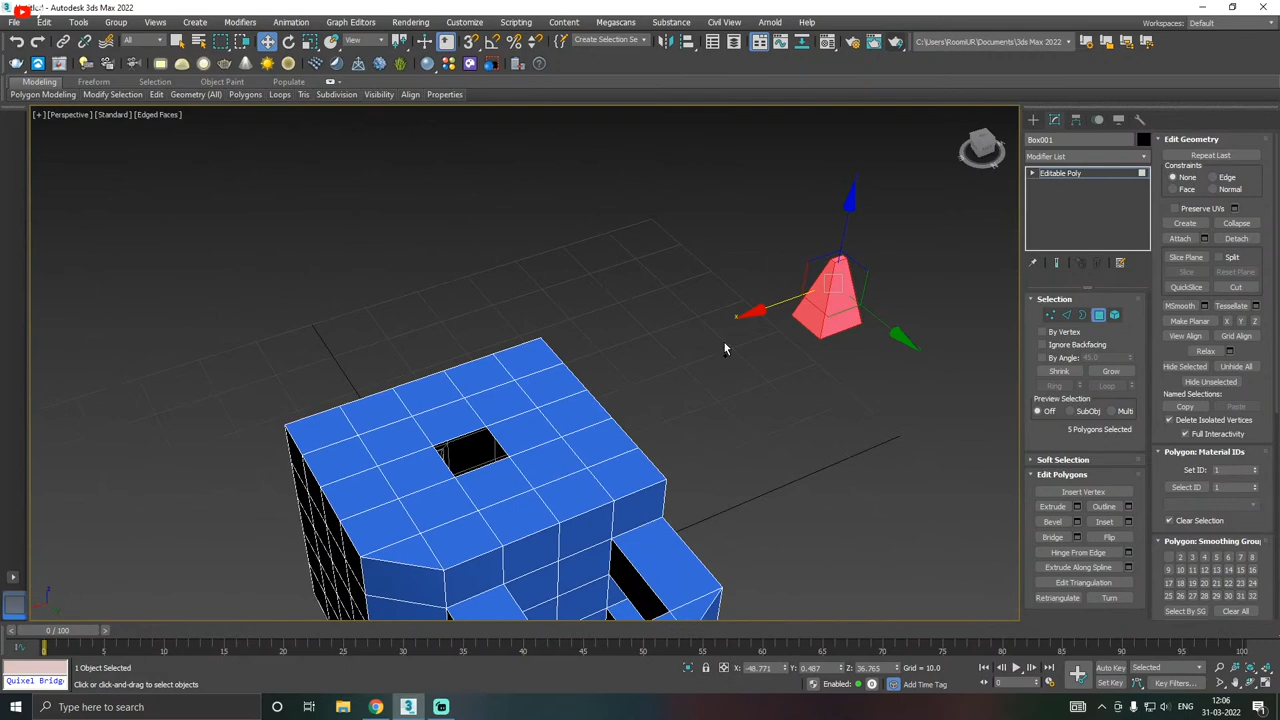 Untitled - Autodesk 3ds Max 2022
File Edit Tools Group Views Create Modifiers Animation Graph Editors Rendering Customize Scripting Content Megascans Substance Civil View Arnold Help
Workspaces: Default
All View Create Selection Se C:\Users\RoomUR\Documents\3ds Max 2022
Modeling Freeform Selection Object Paint Populate
Polygon Modeling Modify Selection Edit Geometry (All) Polygons Loops Tris Subdivision Visibility Align Properties
[+] [Perspective] [Standard] [Edged Faces]
Box001
Modifier List
Editable Poly
Selection
By Vertex
Ignore Backfacing
By Angle: 45.0
Shrink Grow
Ring Loop
Preview Selection
Off SubObj Multi
5 Polygons Selected
Soft Selection
Edit Polygons
Insert Vertex
Extrude Outline
Bevel Inset
Bridge Flip
Hinge From Edge
Extrude Along Spline
Edit Triangulation
Retriangulate Turn
Edit Geometry
Repeat Last
Constraints
None Edge
Face Normal
Preserve UVs
Create Collapse
Attach Detach
Slice Plane Split
Slice Reset Plane
QuickSlice Cut
MSmooth Tessellate
Make Planar X Y Z
View Align Grid Align
Relax
Hide Selected Unhide All
Hide Unselected
Named Selections:
Copy Paste
Delete Isolated Vertices
Full Interactivity
Polygon: Material IDs
Set ID: 1
Select ID 1
Clear Selection
Polygon: Smoothing Grou
2 3 4 5 6 7 8
9 10 11 12 13 14 15 16
17 18 19 20 21 22 23 24
25 26 27 28 29 30 31 32
Select By SG Clear All
0 / 100
0 5 10 15 20 25 30 35 40 45 50 55 60 65 70 75 80 85 90 95 100
1 Object Selected X: -48.771 Y: 0.487 Z: 36.765 Grid = 10.0
Auto Key Selected
Quixel Bridg Click or click-and-drag to select objects Disabled: Add Time Tag 0 Set Key Key Filters...
Type here to search
ENG 12:06
31-03-2022